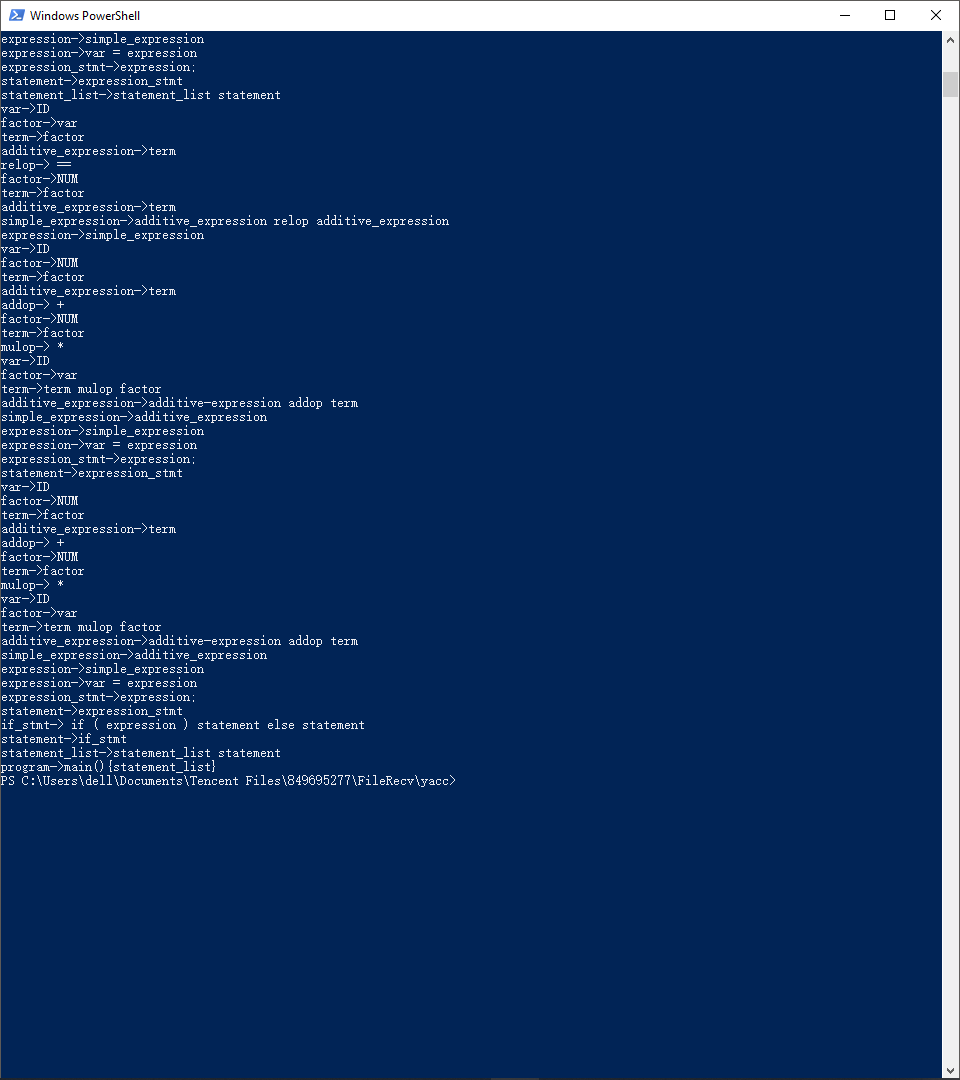 Windows PowerShell
expression->simple_expression
expression->var = expression
expression_stmt->expression;
statement->expression_stmt
statement_list->statement_list statement
var->ID
factor->var
term->factor
additive_expression->term
relop-> ==
factor->NUM
term->factor
additive_expression->term
simple_expression->additive_expression relop additive_expression
expression->simple_expression
var->ID
factor->NUM
term->factor
additive_expression->term
addop-> +
factor->NUM
term->factor
mulop-> *
var->ID
factor->var
term->term mulop factor
additive_expression->additive-expression addop term
simple_expression->additive_expression
expression->simple_expression
expression->var = expression
expression_stmt->expression;
statement->expression_stmt
var->ID
factor->NUM
term->factor
additive_expression->term
addop-> +
factor->NUM
term->factor
mulop-> *
var->ID
factor->var
term->term mulop factor
additive_expression->additive-expression addop term
simple_expression->additive_expression
expression->simple_expression
expression->var = expression
expression_stmt->expression;
statement->expression_stmt
if_stmt-> if ( expression ) statement else statement
statement->if_stmt
statement_list->statement_list statement
program->main(){statement_list}
PS C:\Users\dell\Documents\Tencent Files\849695277\FileRecv\yacc>